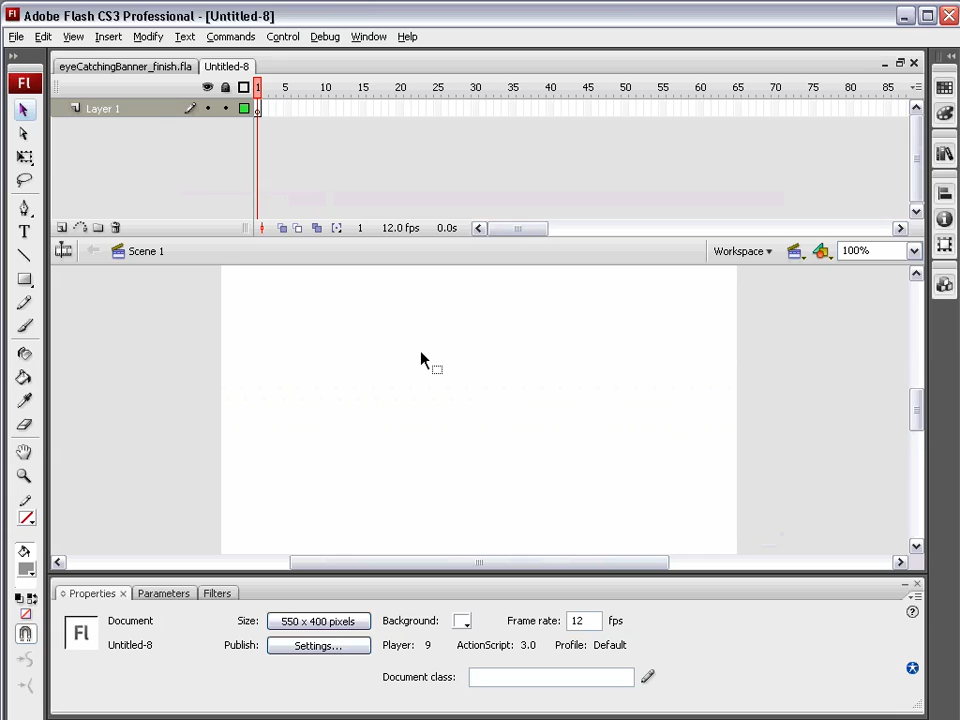 Fl Adobe Flash CS3 Professional - [Untitled-8]
File Edit View Insert Modify Text Commands Control Debug Window Help
eyeCatchingBanner_finish.fla Untitled-8
Fl
1 5 10 15 20 25 30 35 40 45 50 55 60 65 70 75 80 85
Layer 1
1 12.0 fps 0.0s
Scene 1 Workspace 100%
Properties Parameters Filters
Fl Document Size: 550 x 400 pixels Background: Frame rate: 12 fps
Untitled-8 Publish: Settings... Player: 9 ActionScript: 3.0 Profile: Default
Document class: